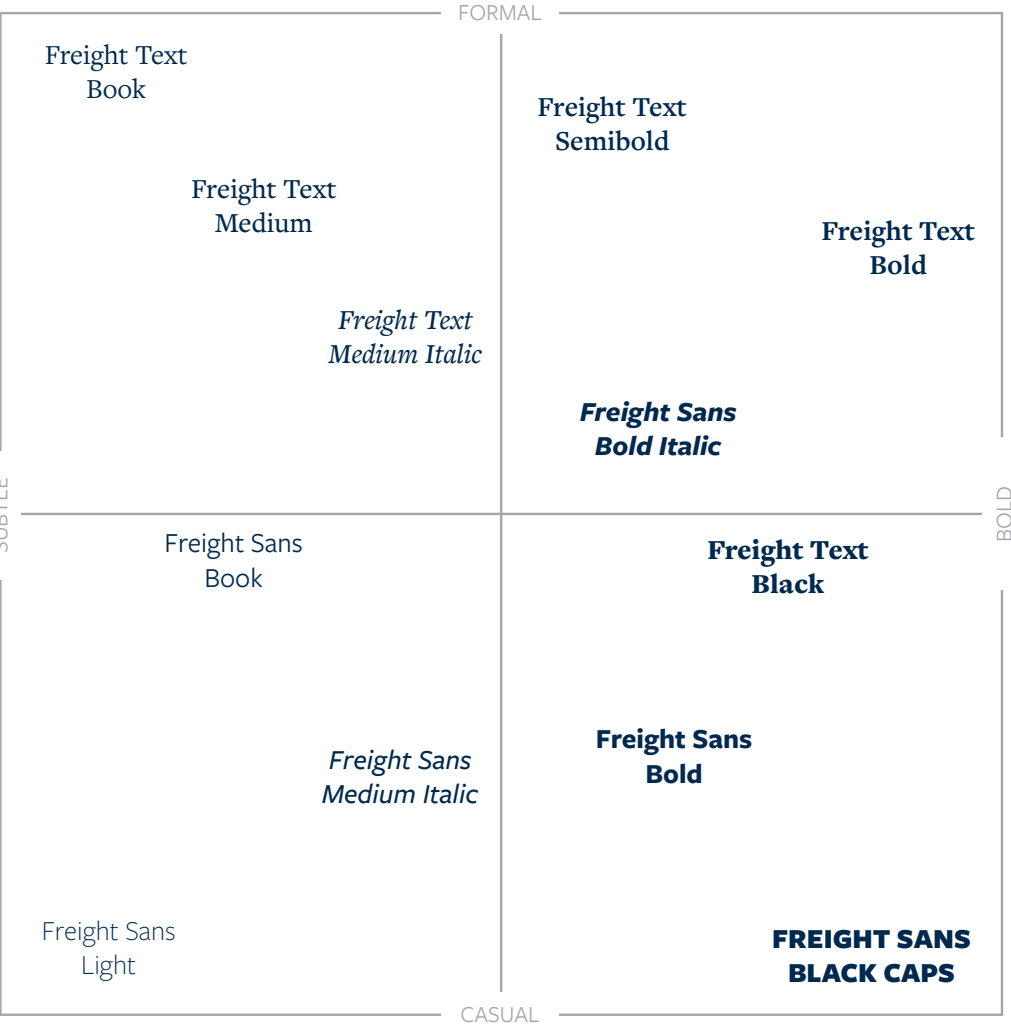 FORMAL
Freight Text
Book
Freight Text
Semibold
Freight Text
Medium
Freight Text
Bold
Freight Text
Medium Italic
Freight Sans
Bold Italic
SUBTLE
BOLD
Freight Sans
Book
Freight Text
Black
Freight Sans
Bold
Freight Sans
Medium Italic
Freight Sans
Light
FREIGHT SANS
BLACK CAPS
CASUAL